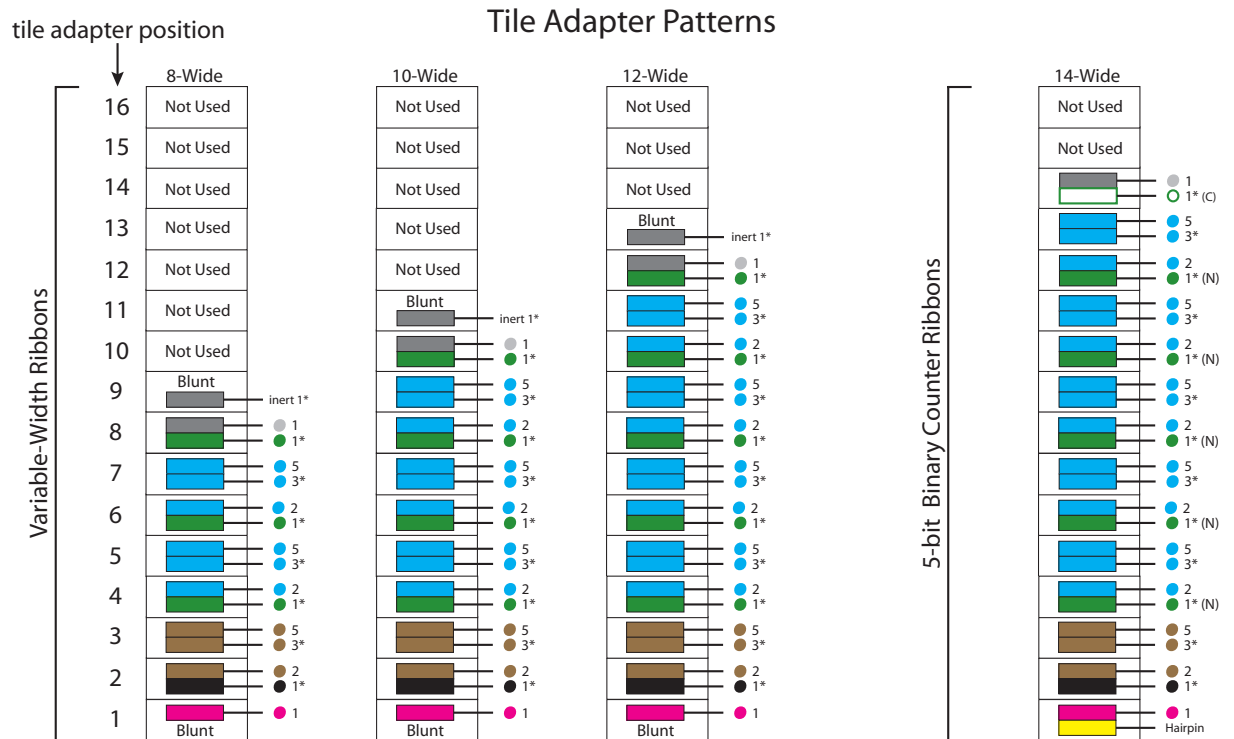 Tile Adapter Patterns
tile adapter position
8-Wide 10-Wide 12-Wide 14-Wide
Variable-Width Ribbons
5-bit Binary Counter Ribbons
16 Not Used Not Used Not Used Not Used
15 Not Used Not Used Not Used Not Used
14 Not Used Not Used Not Used 1
1* (C)
13 Not Used Not Used Blunt 5
inert 1* 3*
12 Not Used Not Used 1 2
1* 1* (N)
11 Not Used Blunt 5 5
inert 1* 3* 3*
10 Not Used 1 2 2
1* 1* 1* (N)
9 Blunt 5 5 5
inert 1* 3* 3* 3*
8 1 2 2 2
1* 1* 1* 1* (N)
7 5 5 5 5
3* 3* 3* 3*
6 2 2 2 2
1* 1* 1* 1* (N)
5 5 5 5 5
3* 3* 3* 3*
4 2 2 2 2
1* 1* 1* 1* (N)
3 5 5 5 5
3* 3* 3* 3*
2 2 2 2 2
1* 1* 1* 1*
1 1 1 1 1
Blunt Blunt Blunt Hairpin